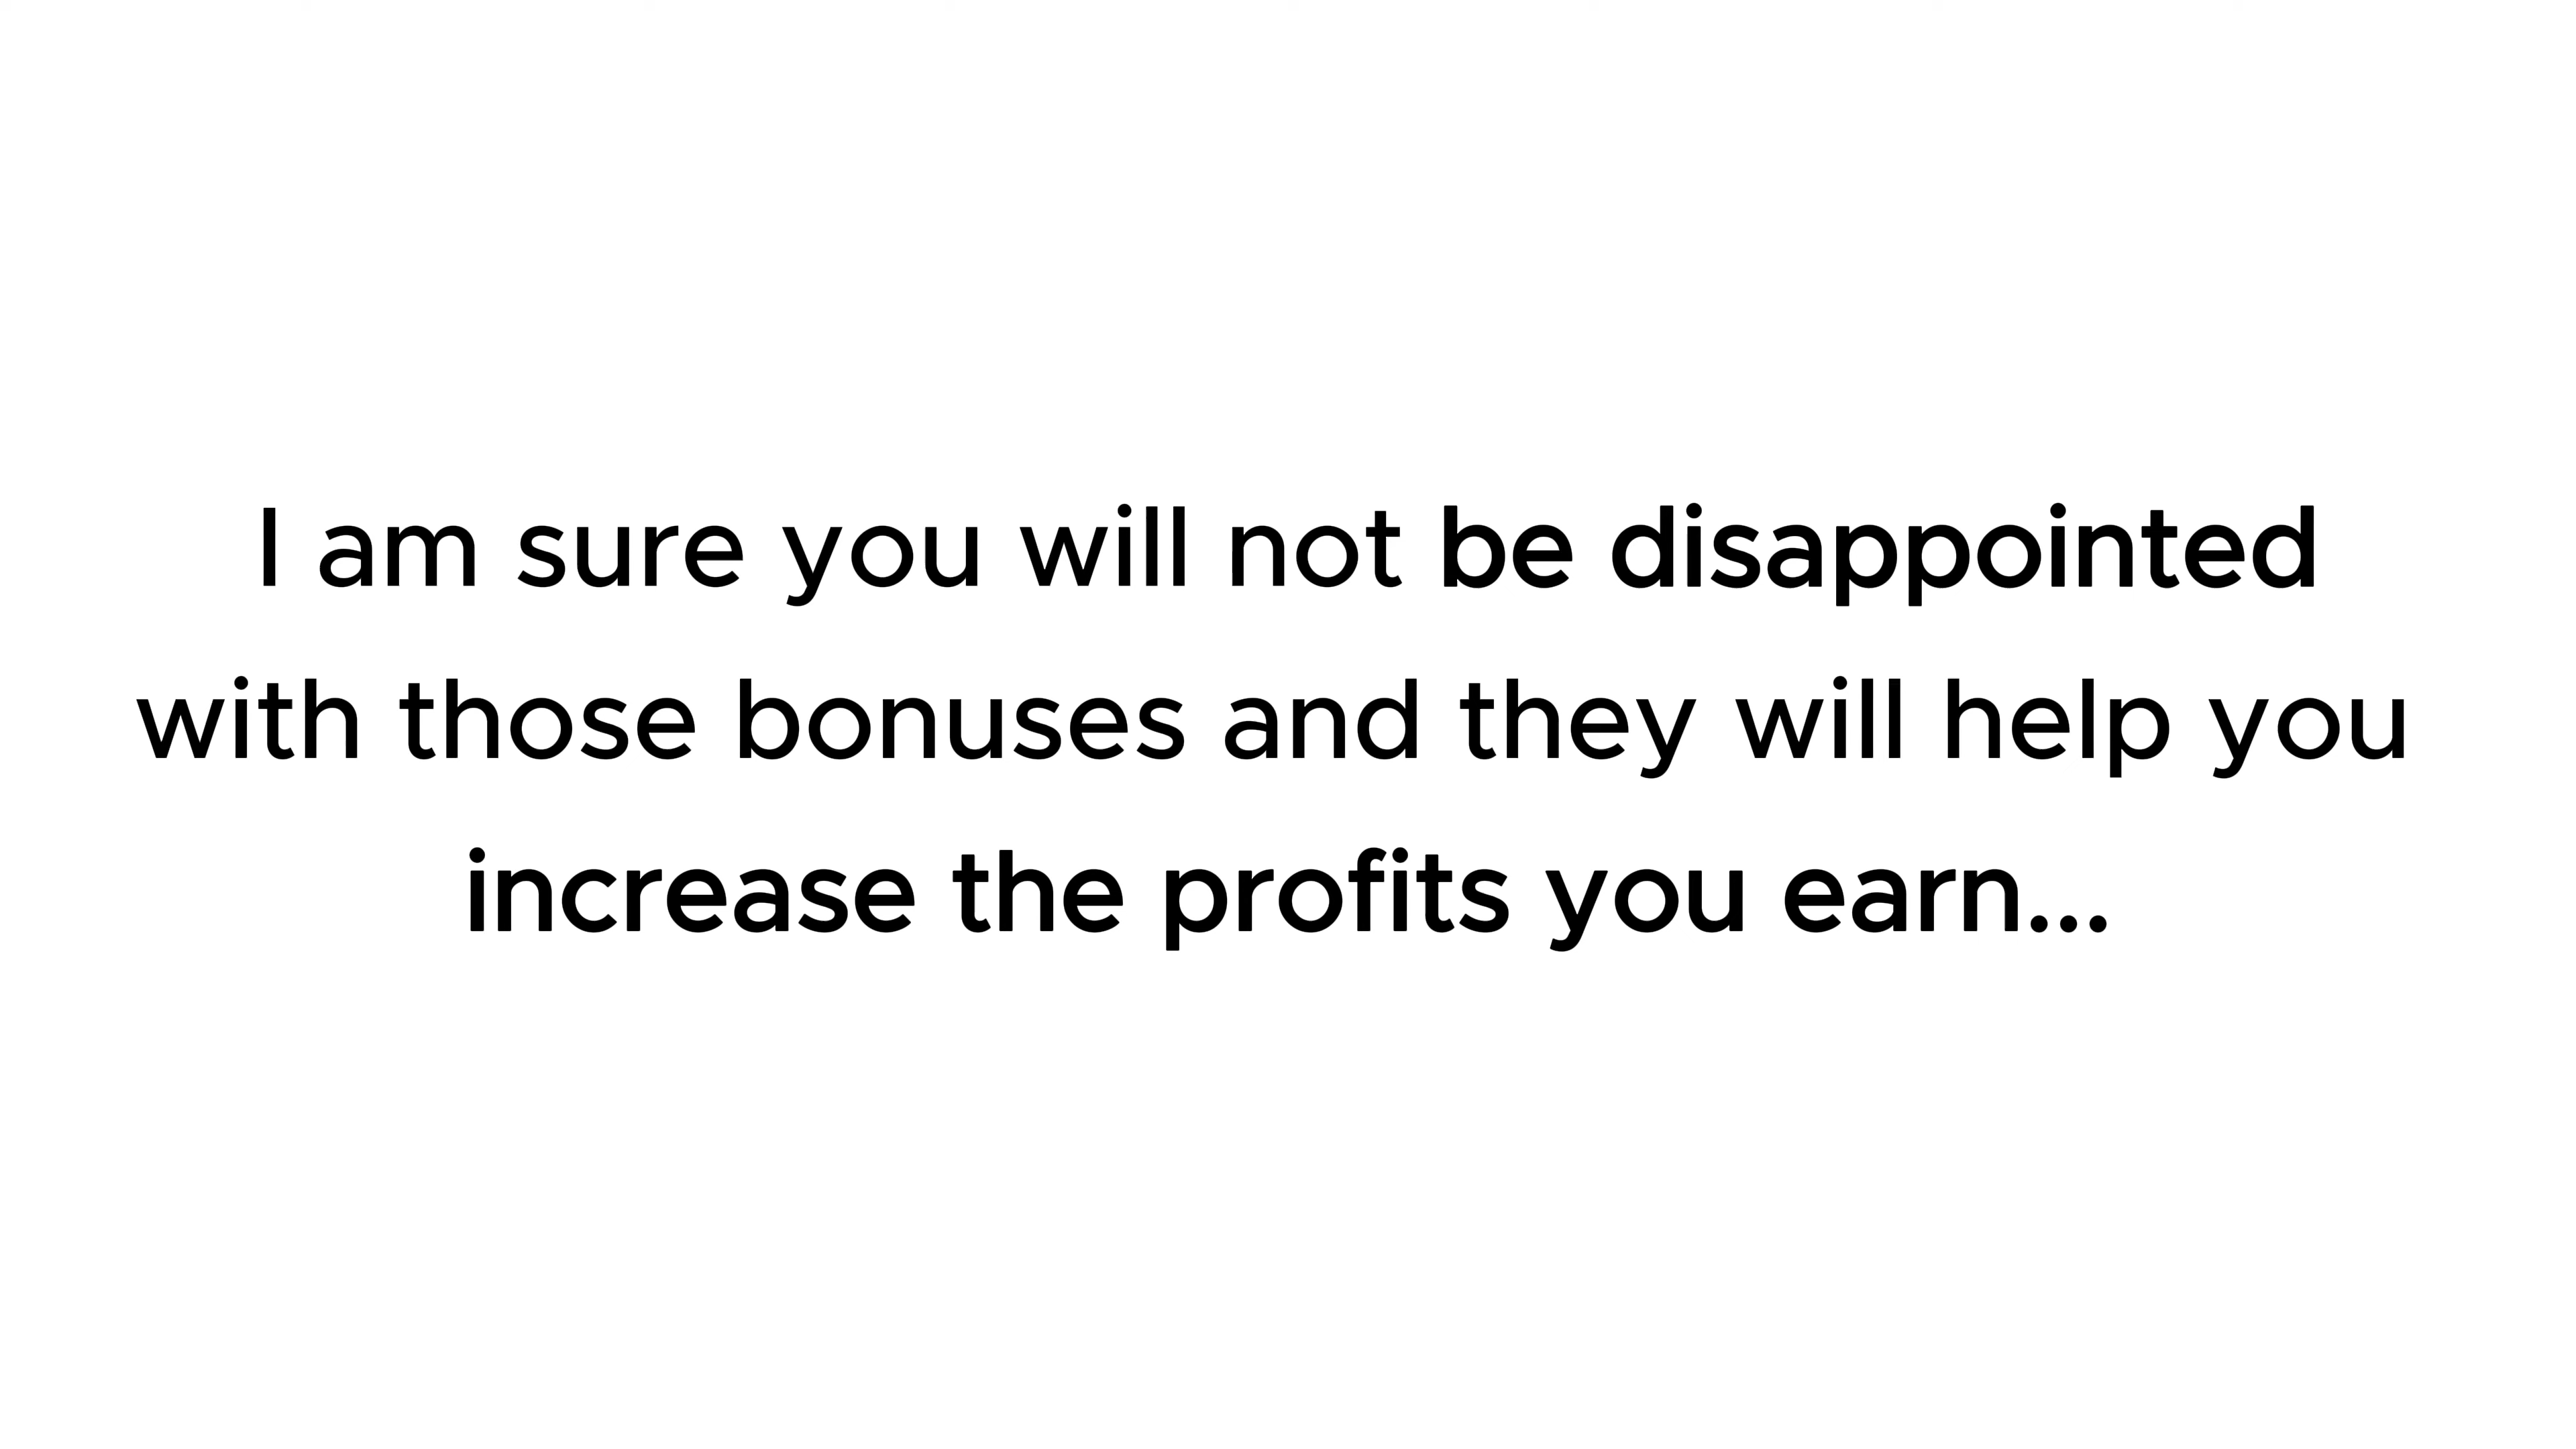 I am sure you will not be disappointed
with those bonuses and they will help you
increase the profits you earn...